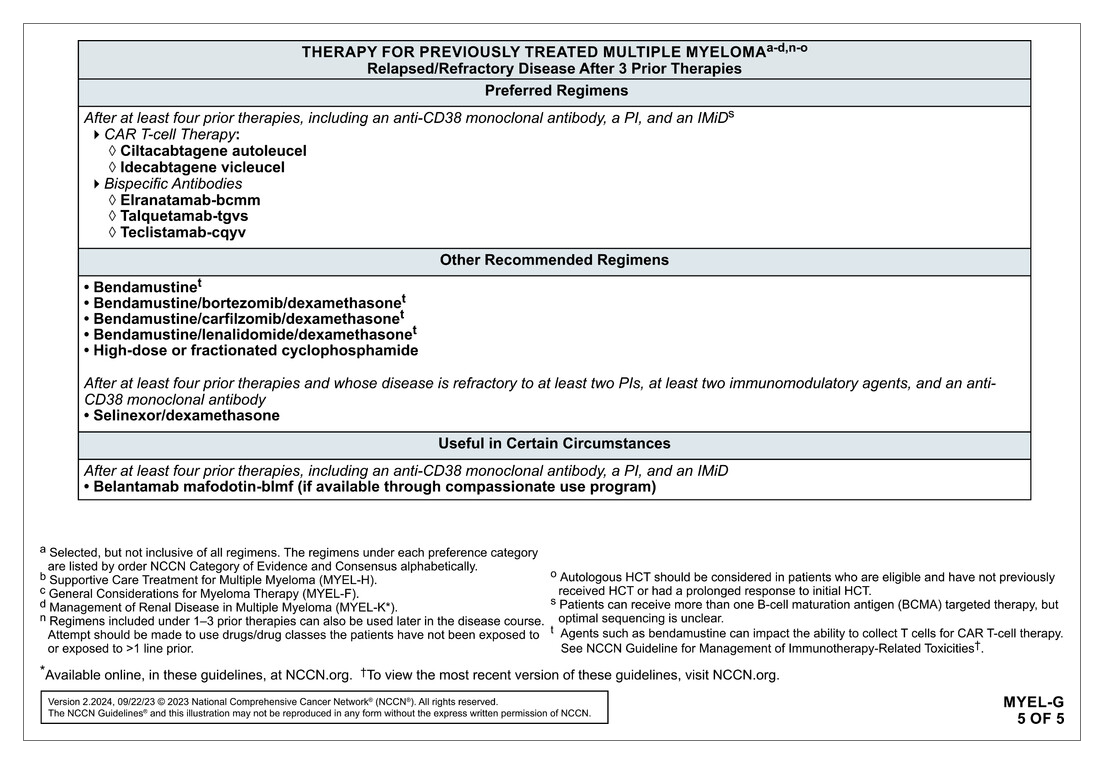 THERAPY FOR PREVIOUSLY TREATED MULTIPLE MYELOMAa-d,n-o
Relapsed/Refractory Disease After 3 Prior Therapies
Preferred Regimens
After at least four prior therapies, including an anti-CD38 monoclonal antibody, a PI, and an IMiDs
CAR T-cell Therapy:
◊ Ciltacabtagene autoleucel
◊ Idecabtagene vicleucel
Bispecific Antibodies
◊ Elranatamab-bcmm
◊ Talquetamab-tgvs
◊ Teclistamab-cqyv
Other Recommended Regimens
• Bendamustinet
• Bendamustine/bortezomib/dexamethasonet
• Bendamustine/carfilzomib/dexamethasonet
• Bendamustine/lenalidomide/dexamethasonet
• High-dose or fractionated cyclophosphamide
After at least four prior therapies and whose disease is refractory to at least two PIs, at least two immunomodulatory agents, and an anti-
CD38 monoclonal antibody
• Selinexor/dexamethasone
Useful in Certain Circumstances
After at least four prior therapies, including an anti-CD38 monoclonal antibody, a PI, and an IMiD
• Belantamab mafodotin-blmf (if available through compassionate use program)
a Selected, but not inclusive of all regimens. The regimens under each preference category
are listed by order NCCN Category of Evidence and Consensus alphabetically.
b Supportive Care Treatment for Multiple Myeloma (MYEL-H).
c General Considerations for Myeloma Therapy (MYEL-F).
d Management of Renal Disease in Multiple Myeloma (MYEL-K*).
n Regimens included under 1–3 prior therapies can also be used later in the disease course.
Attempt should be made to use drugs/drug classes the patients have not been exposed to
or exposed to >1 line prior.
o Autologous HCT should be considered in patients who are eligible and have not previously
received HCT or had a prolonged response to initial HCT.
s Patients can receive more than one B-cell maturation antigen (BCMA) targeted therapy, but
optimal sequencing is unclear.
t Agents such as bendamustine can impact the ability to collect T cells for CAR T-cell therapy.
See NCCN Guideline for Management of Immunotherapy-Related Toxicities†.
*Available online, in these guidelines, at NCCN.org. †To view the most recent version of these guidelines, visit NCCN.org.
Version 2.2024, 09/22/23 © 2023 National Comprehensive Cancer Network® (NCCN®). All rights reserved.
The NCCN Guidelines® and this illustration may not be reproduced in any form without the express written permission of NCCN.
MYEL-G
5 OF 5